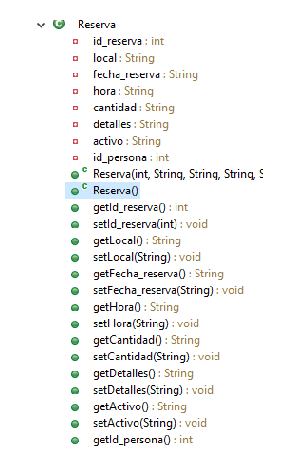 Reserva
id_reserva : int
local : String
fecha_reserva : String
hora : String
cantidad : String
detalles : String
activo : String
id_persona : int
Reserva(int, String, String, String, S
Reserva()
getId_reserva() : int
setId_reserva(int) : void
getLocal() : String
setLocal(String) : void
getFecha_reserva() : String
setFecha_reserva(String) : void
getHora() : String
setHora(String) : void
getCantidad() : String
setCantidad(String) : void
getDetalles() : String
setDetalles(String) : void
getActivo() : String
setActivo(String) : void
getId_persona() : int